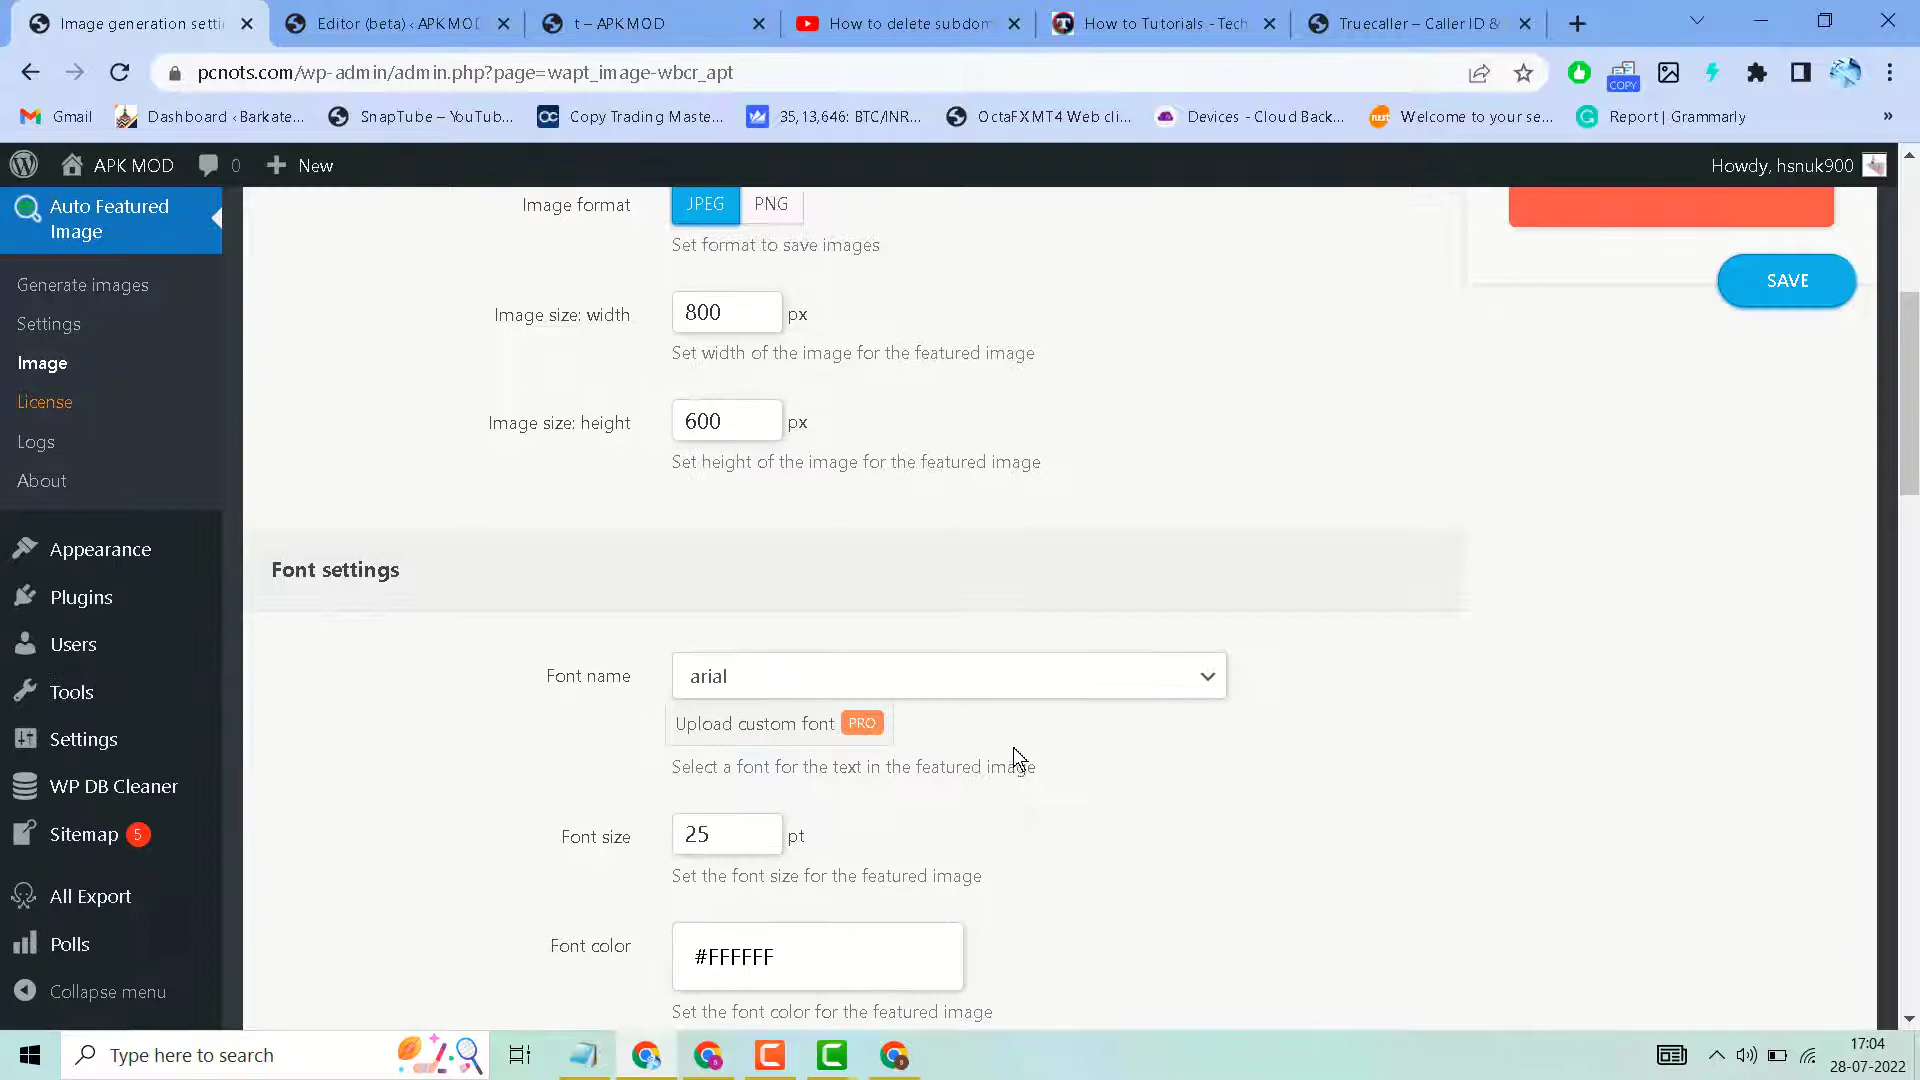 Image generation setti
Editor (beta) ‹ APK MOD
t – APK MOD
How to delete subdom
How to Tutorials - Tech
Truecaller – Caller ID &
pcnots.com/wp-admin/admin.php?page=wapt_image-wbcr_apt
COPY
Gmail
Dashboard ‹ Barkate...
SnapTube – YouTub...
Copy Trading Maste...
35,13,646: BTC/INR...
OctaFX MT4 Web cli...
Devices - Cloud Back...
Welcome to your se...
Report | Grammarly
»
APK MOD
0
New
Howdy, hsnuk900
Auto Featured
Image
Generate images
Settings
Image
License
Logs
About
Appearance
Plugins
Users
Tools
Settings
WP DB Cleaner
Sitemap 5
All Export
Polls
Collapse menu
Image format
JPEG
PNG
Set format to save images
SAVE
Image size: width
800 px
Set width of the image for the featured image
Image size: height
600 px
Set height of the image for the featured image
Font settings
Font name
arial
Upload custom font PRO
Select a font for the text in the featured image
Font size
25 pt
Set the font size for the featured image
Font color
#FFFFFF
Set the font color for the featured image
Type here to search
17:04
28-07-2022